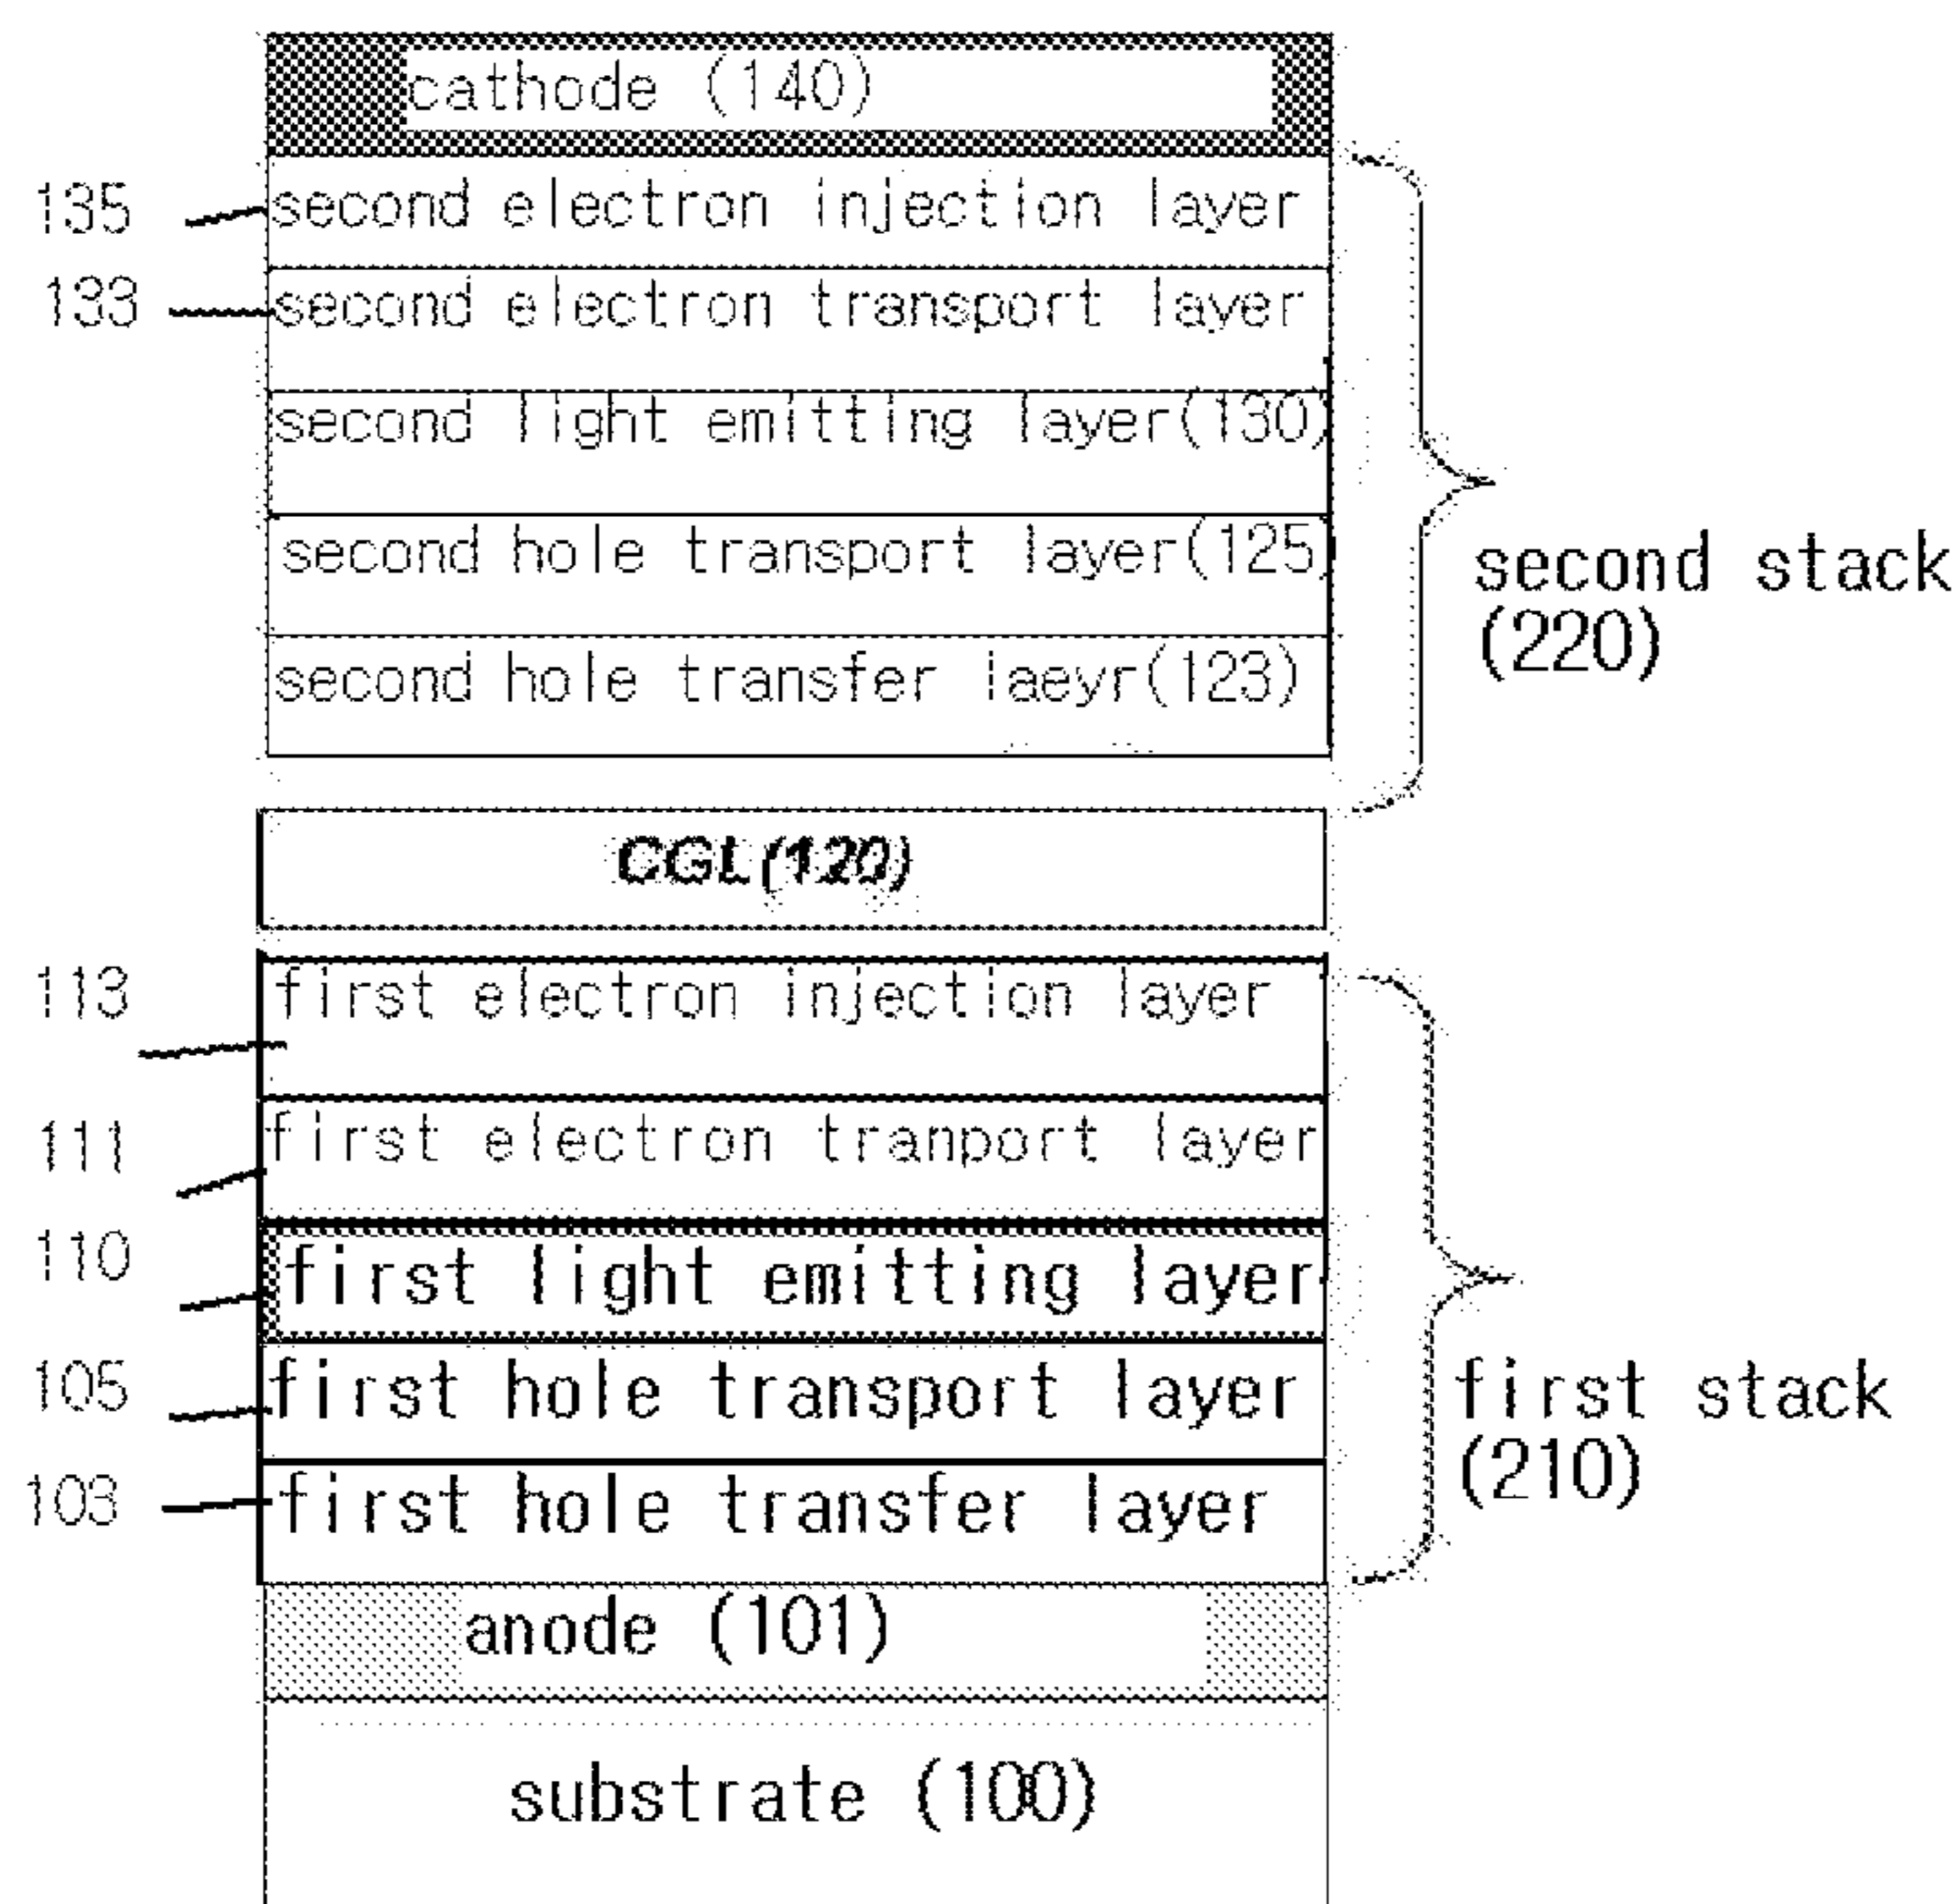 cathode (140)
135 second electron injection layer
133 second electron transport layer
second light emitting layer(130)
second hole transport layer(125)
second stack
(220)
second hole transfer laeyr(123)
CGL(120)
113 first electron injection layer
111 first electron tranport layer
110 first light emitting layer
105 first hole transport layer
first stack
(210)
103 first hole transfer layer
anode (101)
substrate (100)